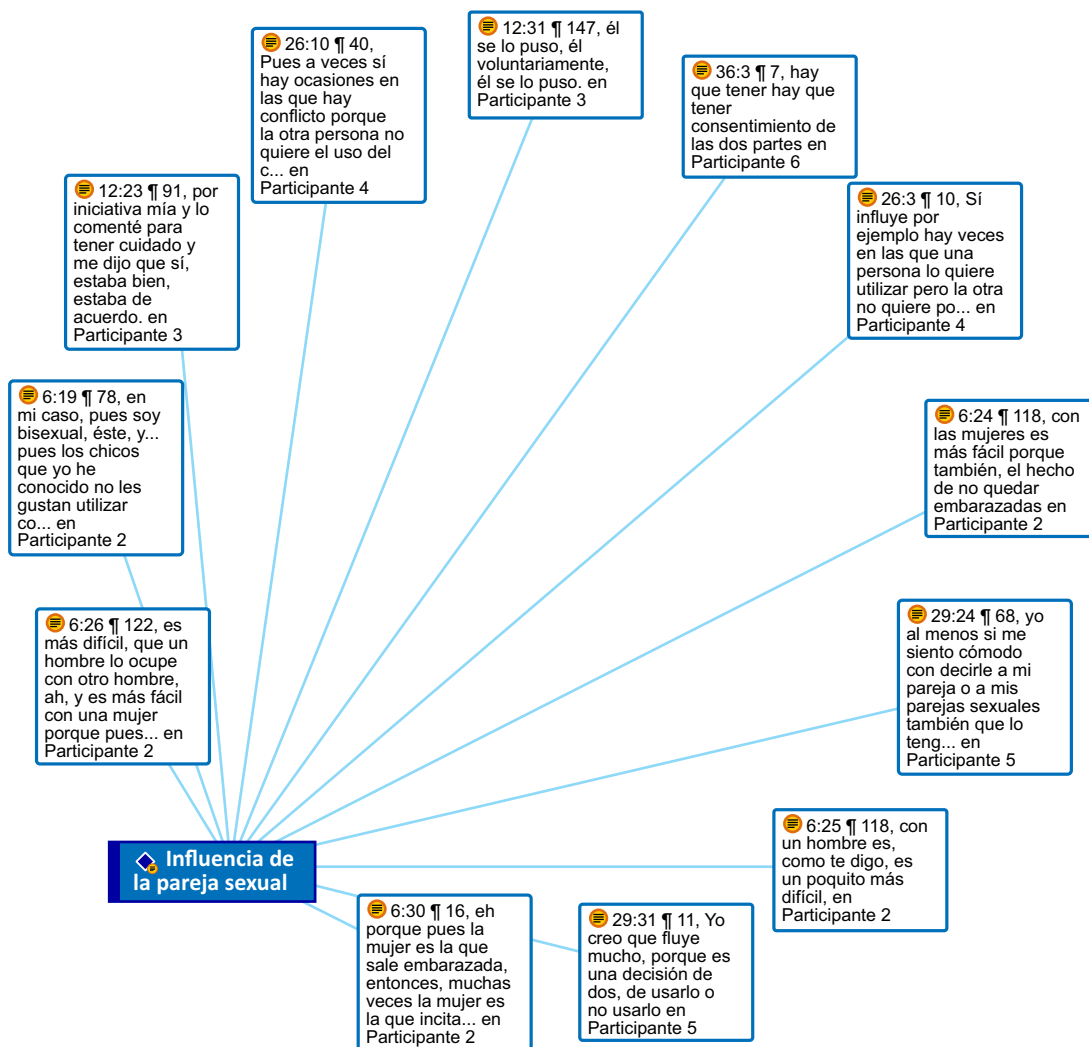 12:31 ¶ 147, él
se lo puso, él
voluntariamente,
él se lo puso. en
Participante 3
26:10 ¶ 40,
Pues a veces sí
hay ocasiones en
las que hay
conflicto porque
la otra persona no
quiere el uso del
c... en
Participante 4
36:3 ¶ 7, hay
que tener hay que
tener
consentimiento de
las dos partes en
Participante 6
12:23 ¶ 91, por
iniciativa mía y lo
comenté para
tener cuidado y
me dijo que sí,
estaba bien,
estaba de
acuerdo. en
Participante 3
26:3 ¶ 10, Sí
influye por
ejemplo hay veces
en las que una
persona lo quiere
utilizar pero la otra
no quiere po... en
Participante 4
6:19 ¶ 78, en
mi caso, pues soy
bisexual, éste, y...
pues los chicos
que yo he
conocido no les
gustan utilizar
co... en
Participante 2
6:24 ¶ 118, con
las mujeres es
más fácil porque
también, el hecho
de no quedar
embarazadas en
Participante 2
6:26 ¶ 122, es
más difícil, que un
hombre lo ocupe
con otro hombre,
ah, y es más fácil
con una mujer
porque pues... en
Participante 2
29:24 ¶ 68, yo
al menos si me
siento cómodo
con decirle a mi
pareja o a mis
parejas sexuales
también que lo
teng... en
Participante 5
6:25 ¶ 118, con
un hombre es,
como te digo, es
un poquito más
difícil, en
Participante 2
Influencia de
la pareja sexual
6:30 ¶ 16, eh
porque pues la
mujer es la que
sale embarazada,
entonces, muchas
veces la mujer es
la que incita... en
Participante 2
29:31 ¶ 11, Yo
creo que fluye
mucho, porque es
una decisión de
dos, de usarlo o
no usarlo en
Participante 5